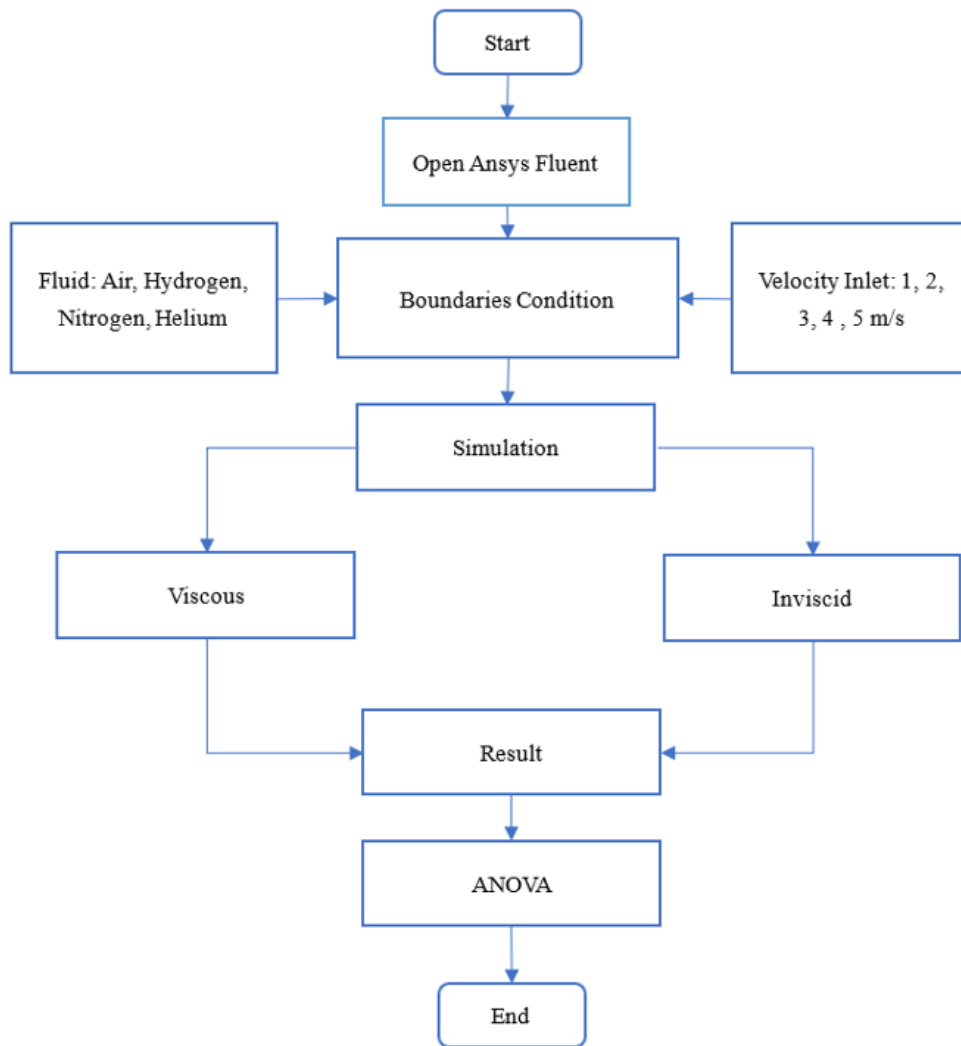 Start
Open Ansys Fluent
Fluid: Air, Hydrogen,
Nitrogen, Helium
Boundaries Condition
Velocity Inlet: 1, 2,
3, 4 , 5 m/s
Simulation
Viscous
Inviscid
Result
ANOVA
End